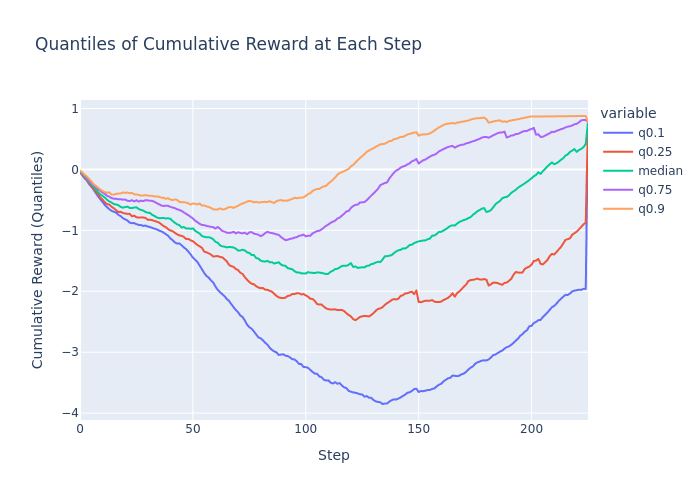 Quantiles of Cumulative Reward at Each Step
variable
q0.1
q0.25
median
q0.75
q0.9
Cumulative Reward (Quantiles)
1
0
−1
−2
−3
−4
0
50
100
150
200
Step